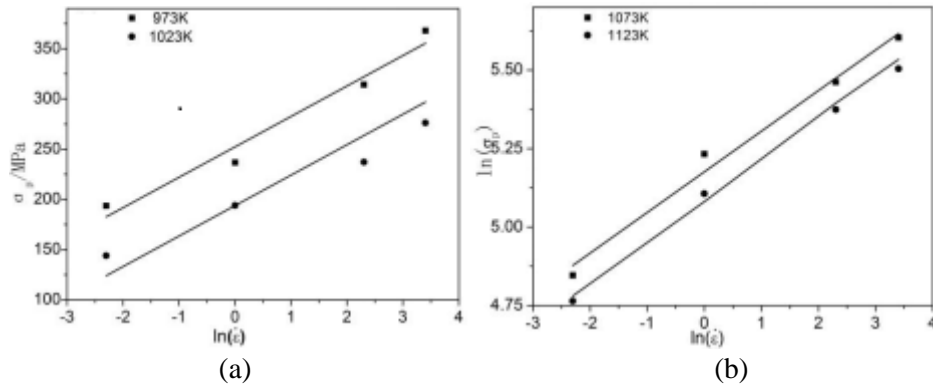 973K
1023K
350
300
250
200
150
100
σ p/MPa
-3 -2 -1 0 1 2 3 4
ln(ε̇)
(a)
1073K
1123K
5.50
5.25
5.00
4.75
ln(g_p)
-3 -2 -1 0 1 2 3 4
ln(ε̇)
(b)